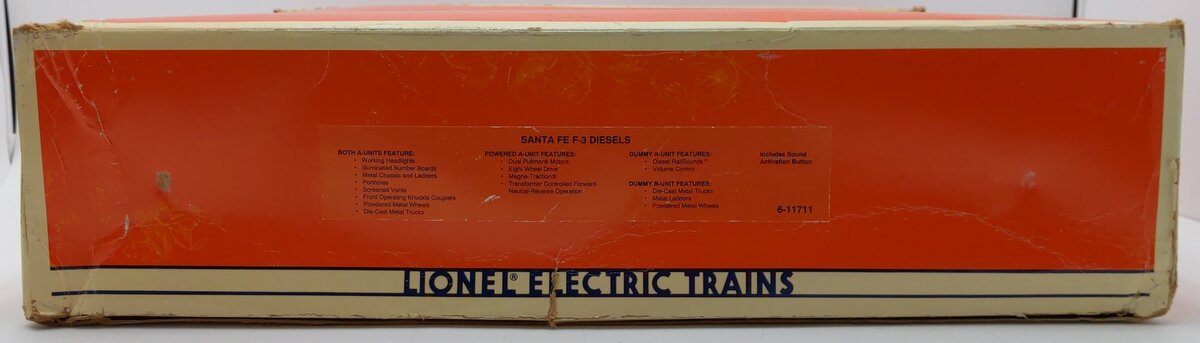 SANTA FE F-3 DIESELS
BOTH A-UNITS FEATURE:
• Working Headlights
• Illuminated Number Boards
• Metal Chassis and Ladders
• Portholes
• Screened Vents
• Front Operating Knuckle Couplers
• Powdered Metal Wheels
• Die-Cast Metal Trucks
POWERED A-UNIT FEATURES:
• Dual Pullmor® Motors
• Eight Wheel Drive
• Magne-Traction®
• Transformer Controlled Forward-
Neutral-Reverse Operation
DUMMY A-UNIT FEATURES:
• Diesel RailSounds™
• Volume Control
DUMMY B-UNIT FEATURES:
• Die-Cast Metal Trucks
• Metal Ladders
• Powdered Metal Wheels
Includes Sound
Activation Button
6-11711
LIONEL® ELECTRIC TRAINS